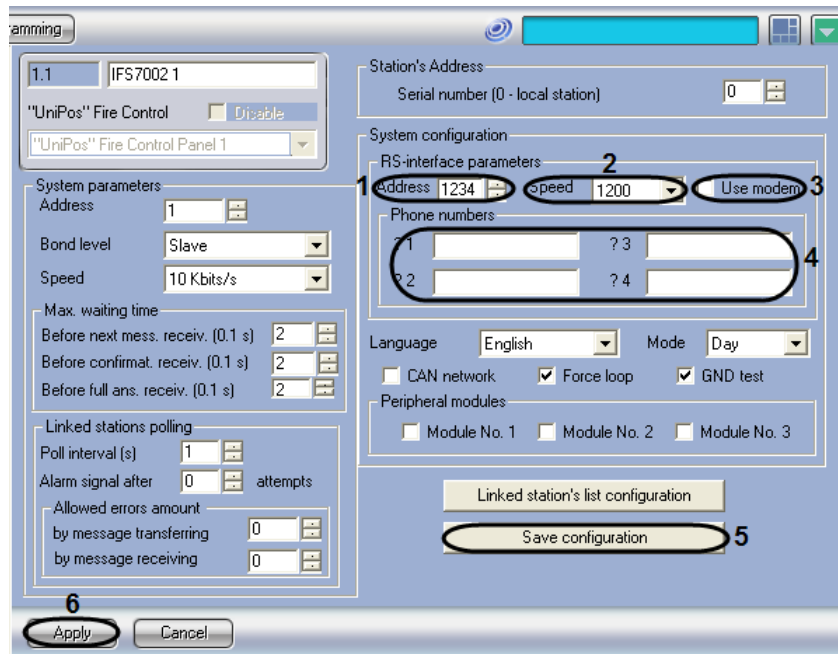 amming
1.1 IFS7002 1
"UniPos" Fire Control Disable
"UniPos" Fire Control Panel 1
System parameters
Address 1
Bond level Slave
Speed 10 Kbits/s
Max. waiting time
Before next mess. receiv. (0.1 s) 2
Before confirmat. receiv. (0.1 s) 2
Before full ans. receiv. (0.1 s) 2
Linked stations polling
Poll interval (s) 1
Alarm signal after 0 attempts
Allowed errors amount
by message transferring 0
by message receiving 0
Station's Address
Serial number (0 - local station) 0
System configuration
RS-interface parameters
2
1 Address 1234 Speed 1200 Use modem 3
Phone numbers
? 1 ? 3
4
? 2 ? 4
Language English Mode Day
CAN network Force loop GND test
Peripheral modules
Module No. 1 Module No. 2 Module No. 3
Linked station's list configuration
Save configuration 5
6
Apply Cancel